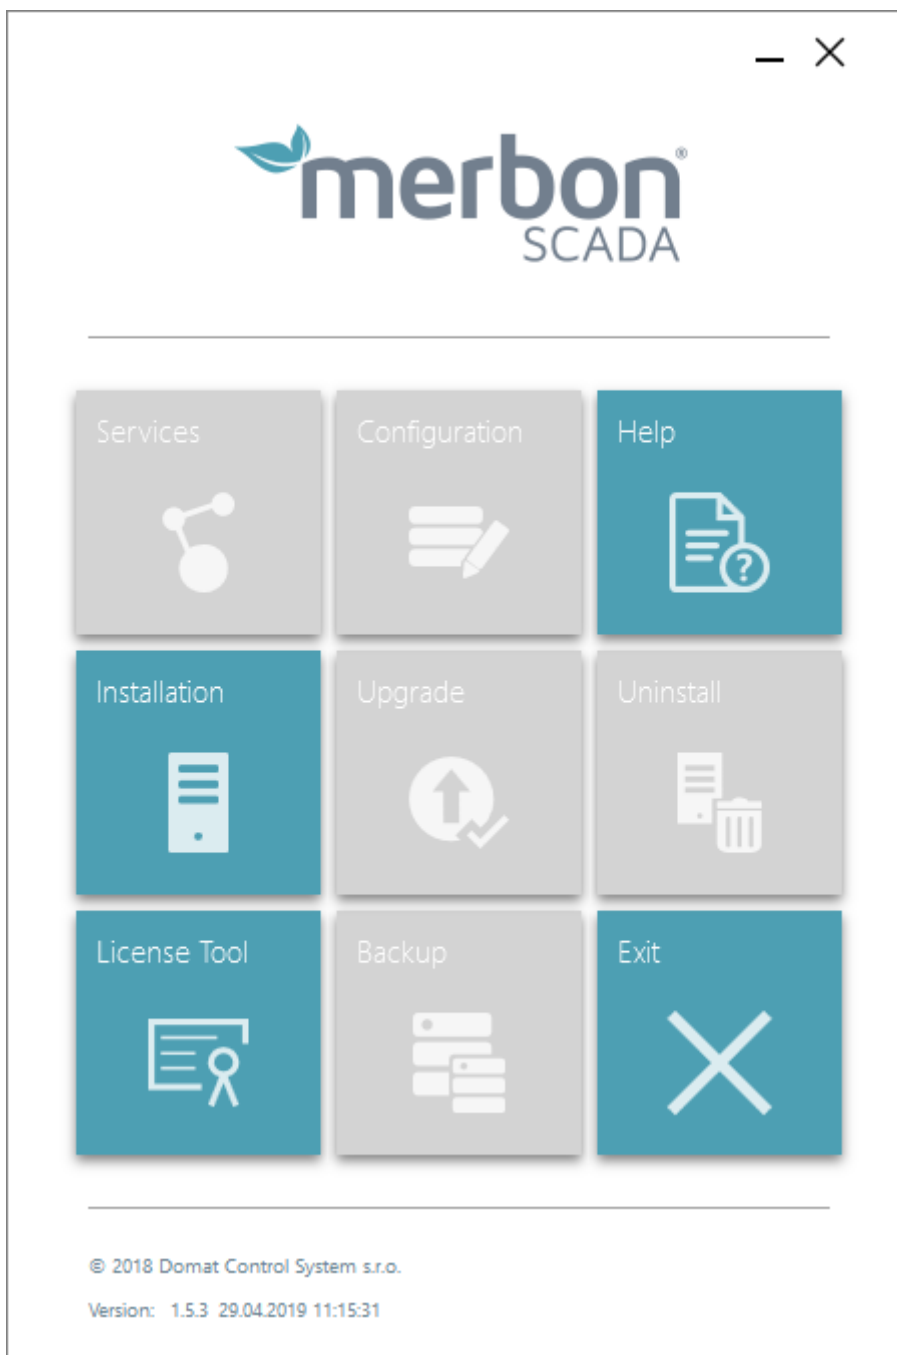 merbon®
SCADA
Services
Configuration
Help
Installation
Upgrade
Uninstall
License Tool
Backup
Exit
© 2018 Domat Control System s.r.o.
Version: 1.5.3 29.04.2019 11:15:31